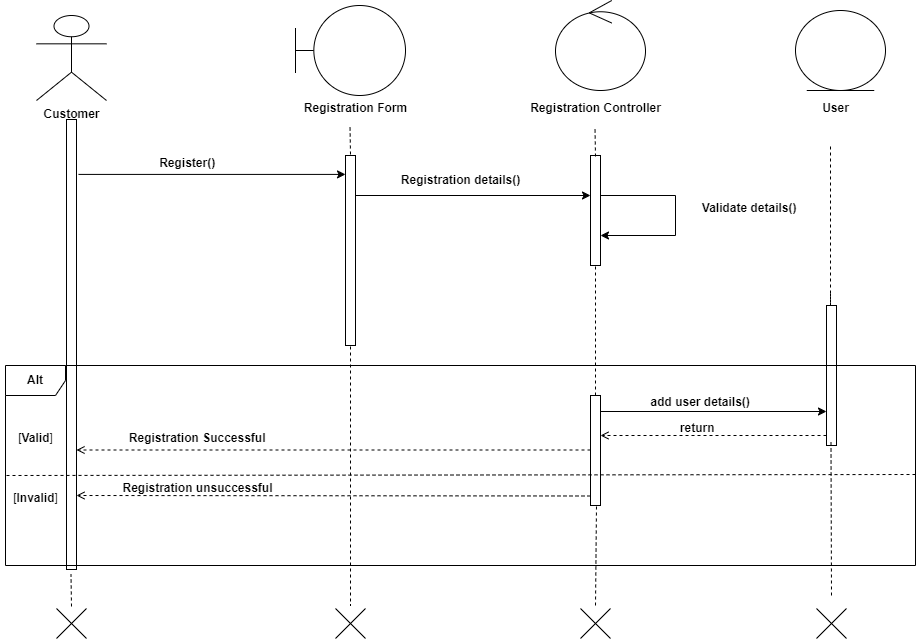 Customer
Registration Form
Registration Controller
User
Register()
Registration details()
Validate details()
Alt
add user details()
return
[Valid]
Registration Successful
[Invalid]
Registration unsuccessful